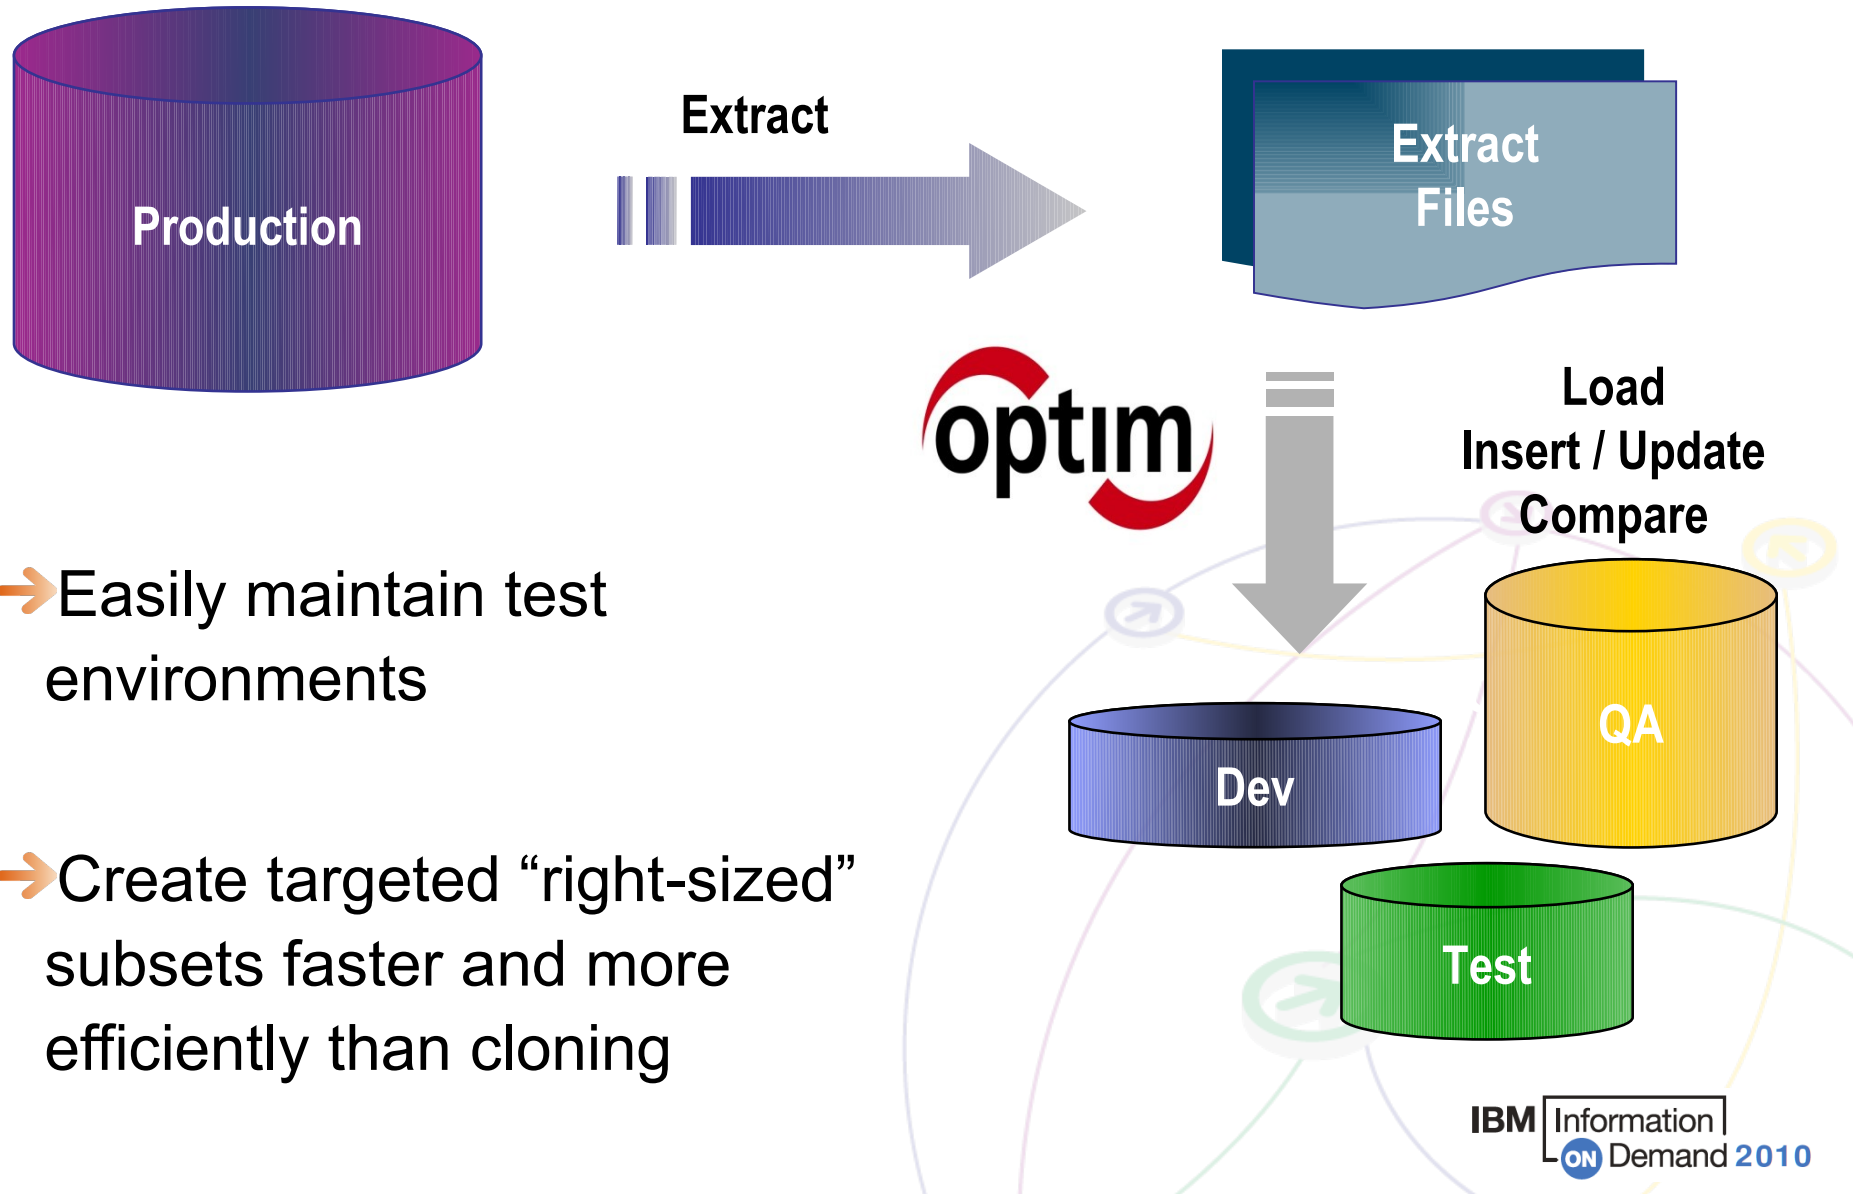 Production
Extract
Extract
Files
optim
Load
Insert / Update
Compare
Easily maintain test
environments
Create targeted “right-sized”
subsets faster and more
efficiently than cloning
QA
Dev
Test
IBM Information
ON Demand 2010